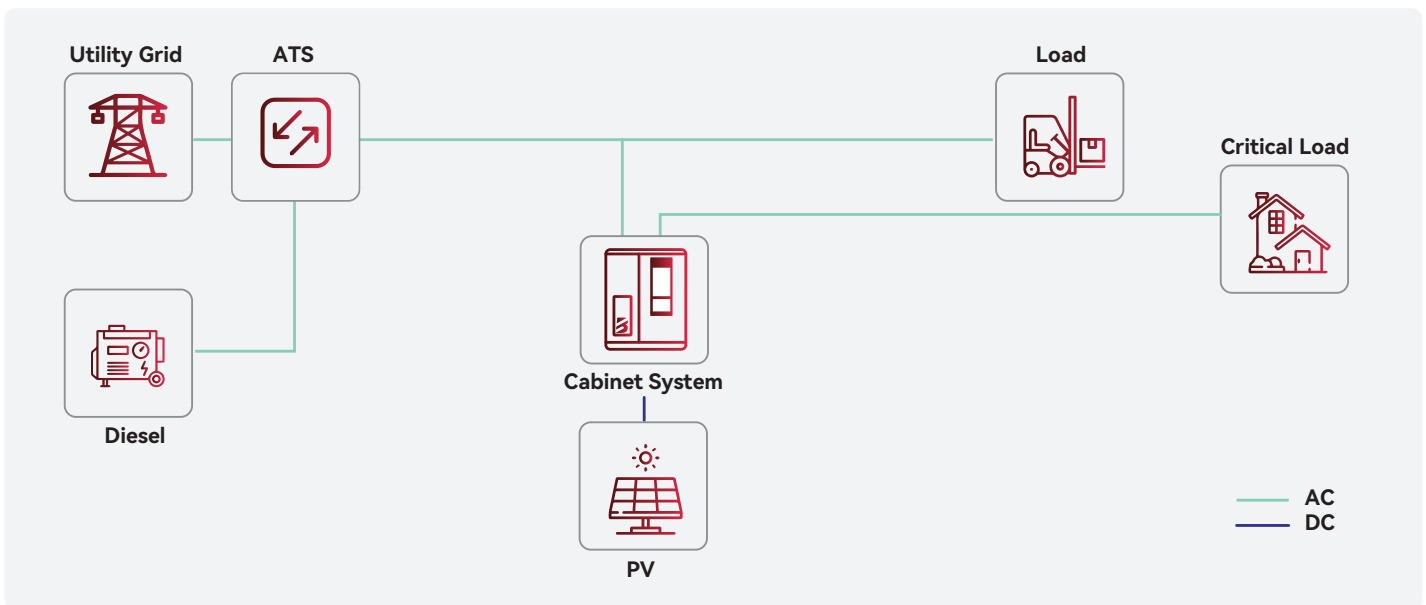 Utility Grid
ATS
Load
Critical Load
Cabinet System
Diesel
PV
AC
DC